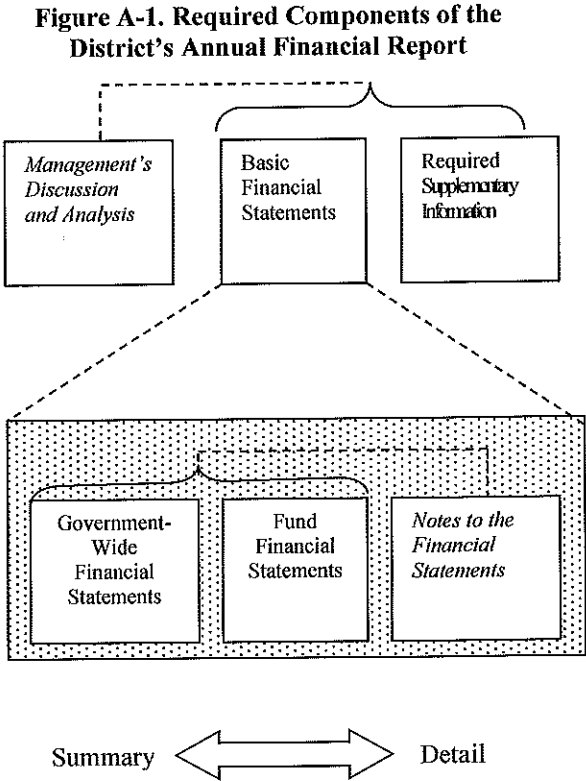 Figure A-1. Required Components of the
District's Annual Financial Report
Management's
Discussion
and Analysis
Basic
Financial
Statements
Required
Supplementary
Information
Government-
Wide
Financial
Statements
Fund
Financial
Statements
Notes to the
Financial
Statements
Summary
Detail